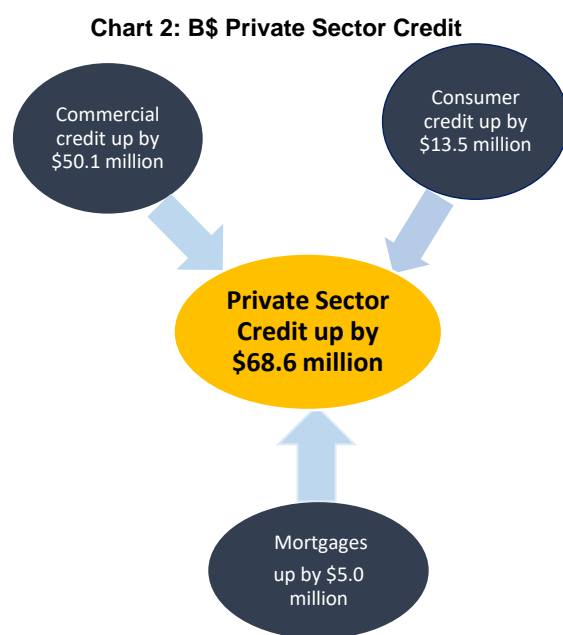 Chart 2: B$ Private Sector Credit
Commercial
credit up by
$50.1 million
Consumer
credit up by
$13.5 million
Private Sector
Credit up by
$68.6 million
Mortgages
up by $5.0
million